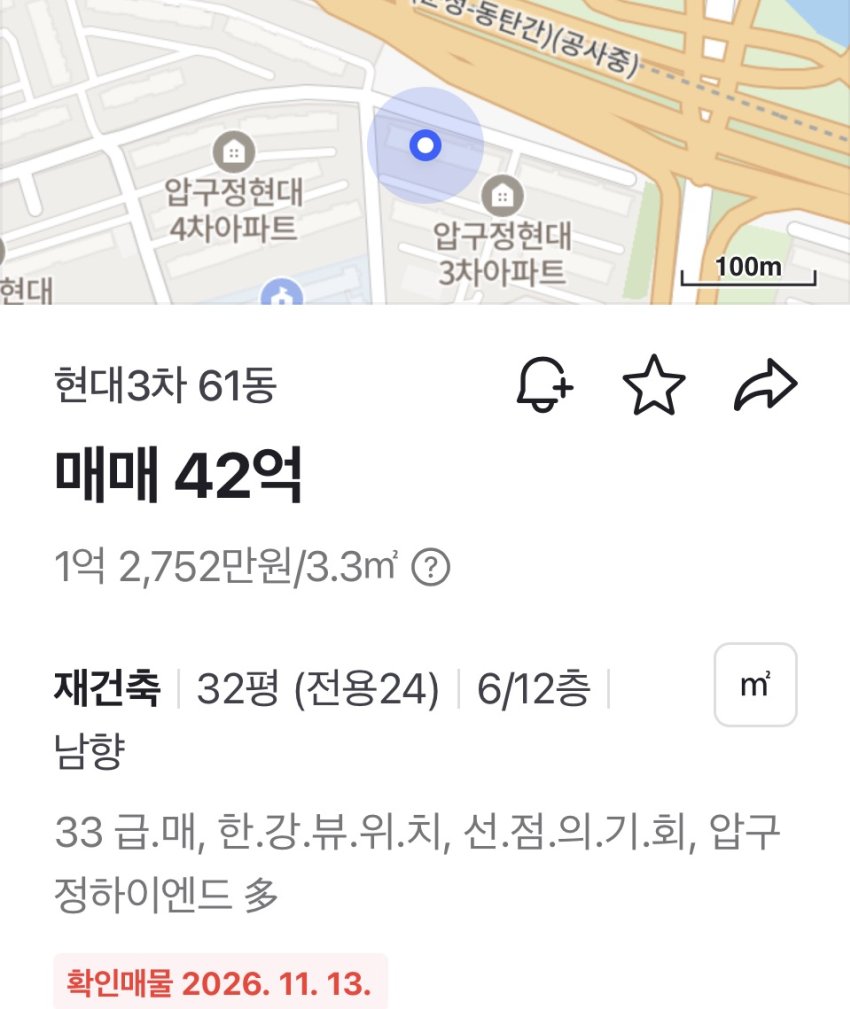 성-동탄간)(공사중)
압구정현대
4차아파트
압구정현대
3차아파트
현대
100m
현대3차 61동
매매 42억
1억 2,752만원/3.3㎡ ?
재건축 | 32평 (전용24) | 6/12층 |
㎡
남향
33 급.매, 한.강.뷰.위.치, 선.점.의.기.회, 압구
정하이엔드 多
확인매물 2026. 11. 13.